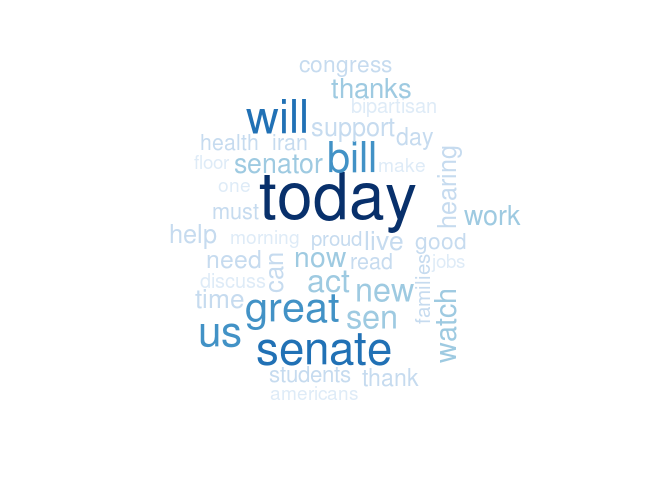 congress
thanks
bipartisan
will
support
day
health
iran
bill
floor
senator
make
hearing
one
today
must
work
help
morning
proud
live
good
need
can
now
read
families
jobs
discuss
act
new
time
great
sen
watch
us
senate
students
thank
americans